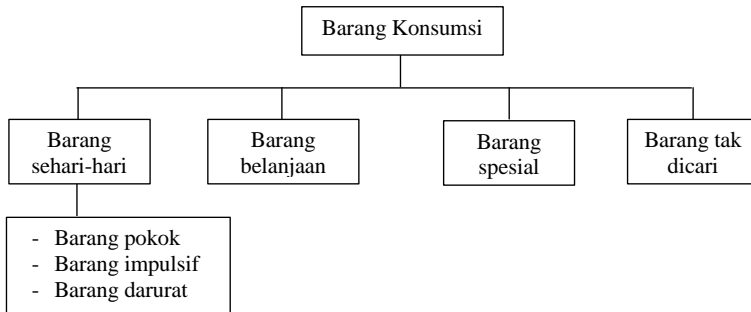 Barang Konsumsi
Barang
sehari-hari
Barang
belanjaan
Barang
spesial
Barang tak
dicari
- Barang pokok
- Barang impulsif
- Barang darurat